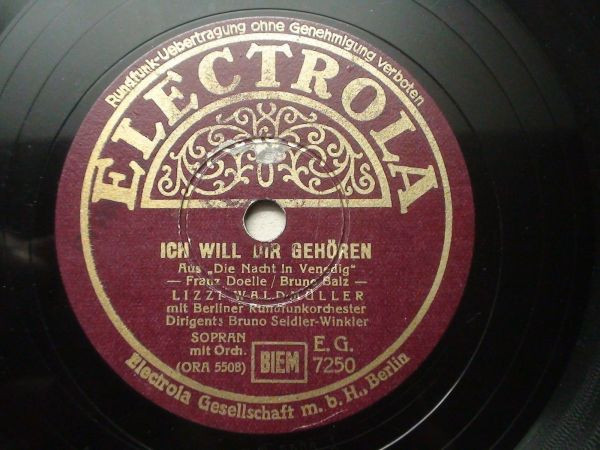 Rundfunk-Uebertragung ohne Genehmigung verboten
ELECTROLA
ICH WILL DIR GEHÖREN
Aus „Die Nacht in Venedig“
— Franz Doelle / Bruno Balz —
LIZZI WALDMÜLLER
mit Berliner Rundfunkorchester
Dirigent: Bruno Seidler-Winkler
SOPRAN
mit Orch.
(ORA 5508)
BIEM
E.G.
7250
Electrola Gesellschaft m. b. H., Berlin